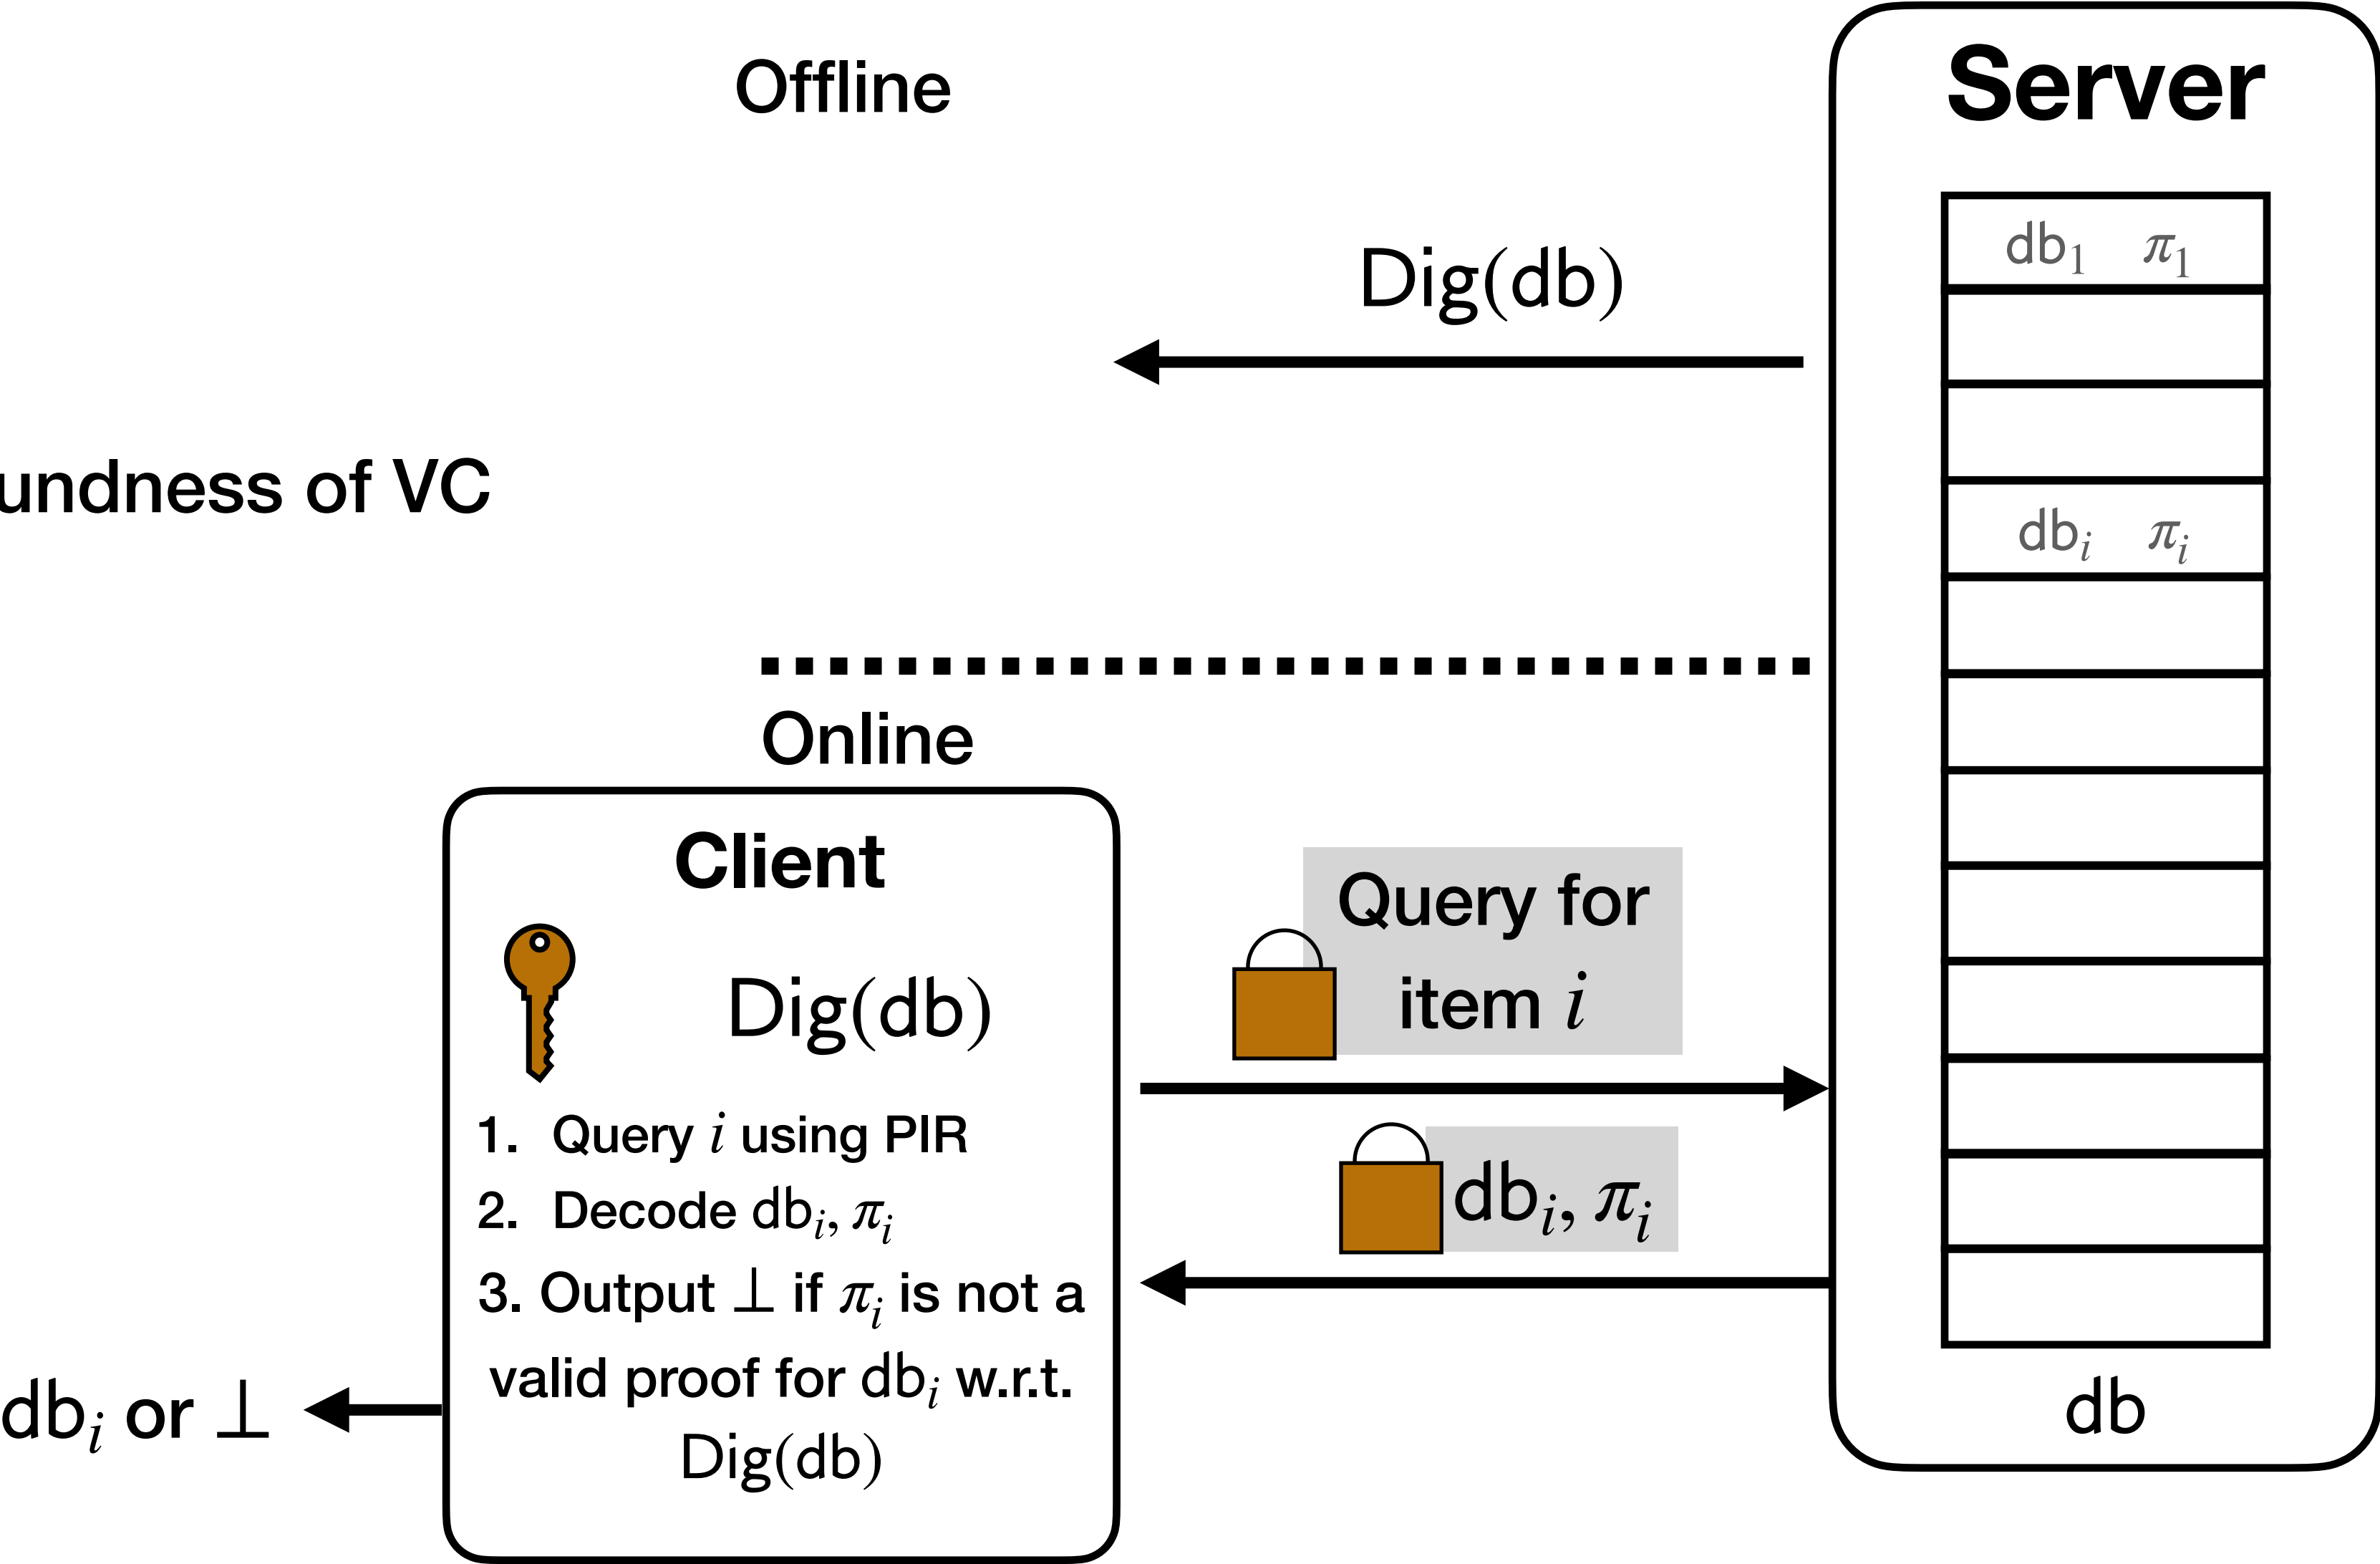 Offline
Server
db₁ π₁
Dig(db)
undness of VC
dbᵢ πᵢ
Online
Client
Dig(db)
Query for
item i
1. Query i using PIR
2. Decode dbᵢ, πᵢ
3. Output ⊥ if πᵢ is not a
valid proof for dbᵢ w.r.t.
Dig(db)
dbᵢ, πᵢ
dbᵢ or ⊥
db